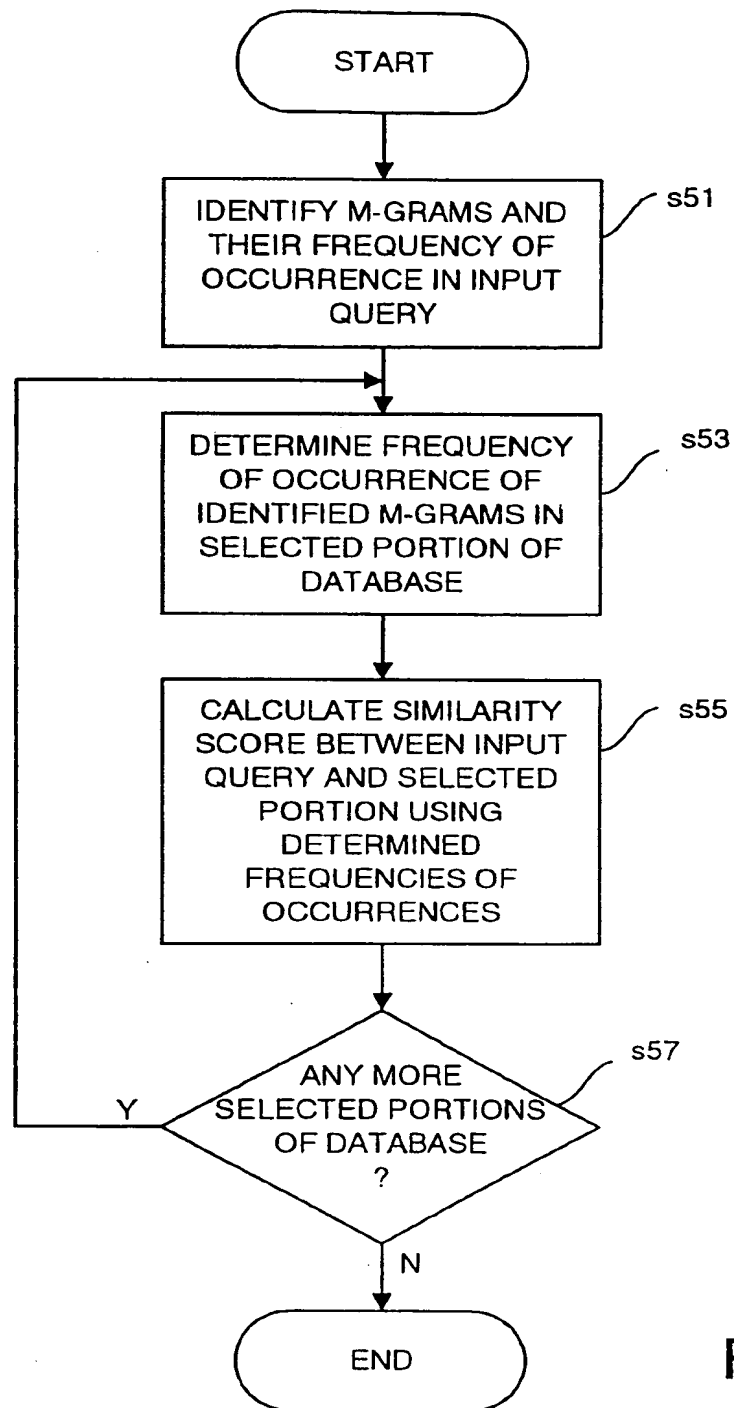 START
s51
IDENTIFY M-GRAMS AND
THEIR FREQUENCY OF
OCCURRENCE IN INPUT
QUERY
s53
DETERMINE FREQUENCY
OF OCCURRENCE OF
IDENTIFIED M-GRAMS IN
SELECTED PORTION OF
DATABASE
s55
CALCULATE SIMILARITY
SCORE BETWEEN INPUT
QUERY AND SELECTED
PORTION USING
DETERMINED
FREQUENCIES OF
OCCURRENCES
s57
ANY MORE
SELECTED PORTIONS
OF DATABASE
?
Y
N
END